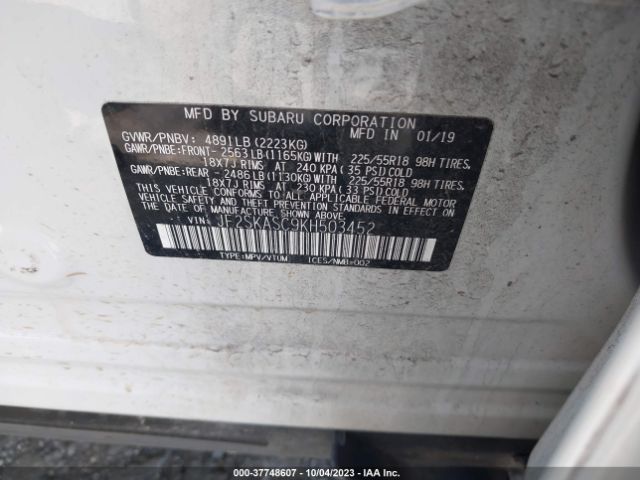 MFD BY SUBARU CORPORATION
GVWR/PNBV: 4891LB(2223KG) 01/19
GAWR/PNBE:FRONT-2563LB(1165KG)WITH 225/55R18 98H TIRES,
18X7J RIMS AT 240 KPA(35 PSI)COLD
GAWR/PNBE:REAR -2486LB(1130KG)WITH 225/55R18 98H TIRES,
18X7J RIMS AT 230 KPA(33 PSI)COLD
THIS VEHICLE CONFORMS TO ALL APPLICABLE FEDERAL MOTOR
VEHICLE SAFETY AND THEFT PREVENTION STANDARDS IN EFFECT
ON THE DATE OF MANUFACTURE SHOWN ABOVE.
VIN: JF2SKASC9KH503452
TYPE:MPV/VTUM ICES/NMB-002
000-37748607 - 10/04/2023 - IAA Inc.